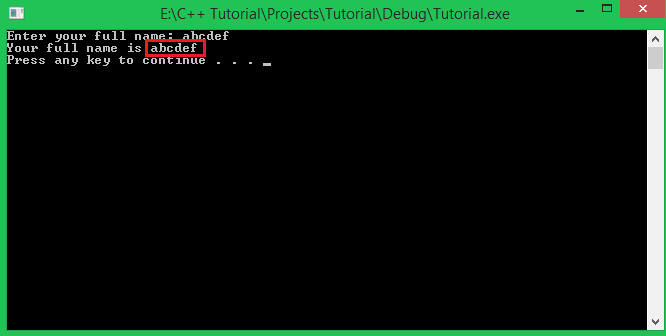 E:\C++ Tutorial\Projects\Tutorial\Debug\Tutorial.exe
Enter your full name: abcdef
Your full name is abcdef
Press any key to continue . . . _